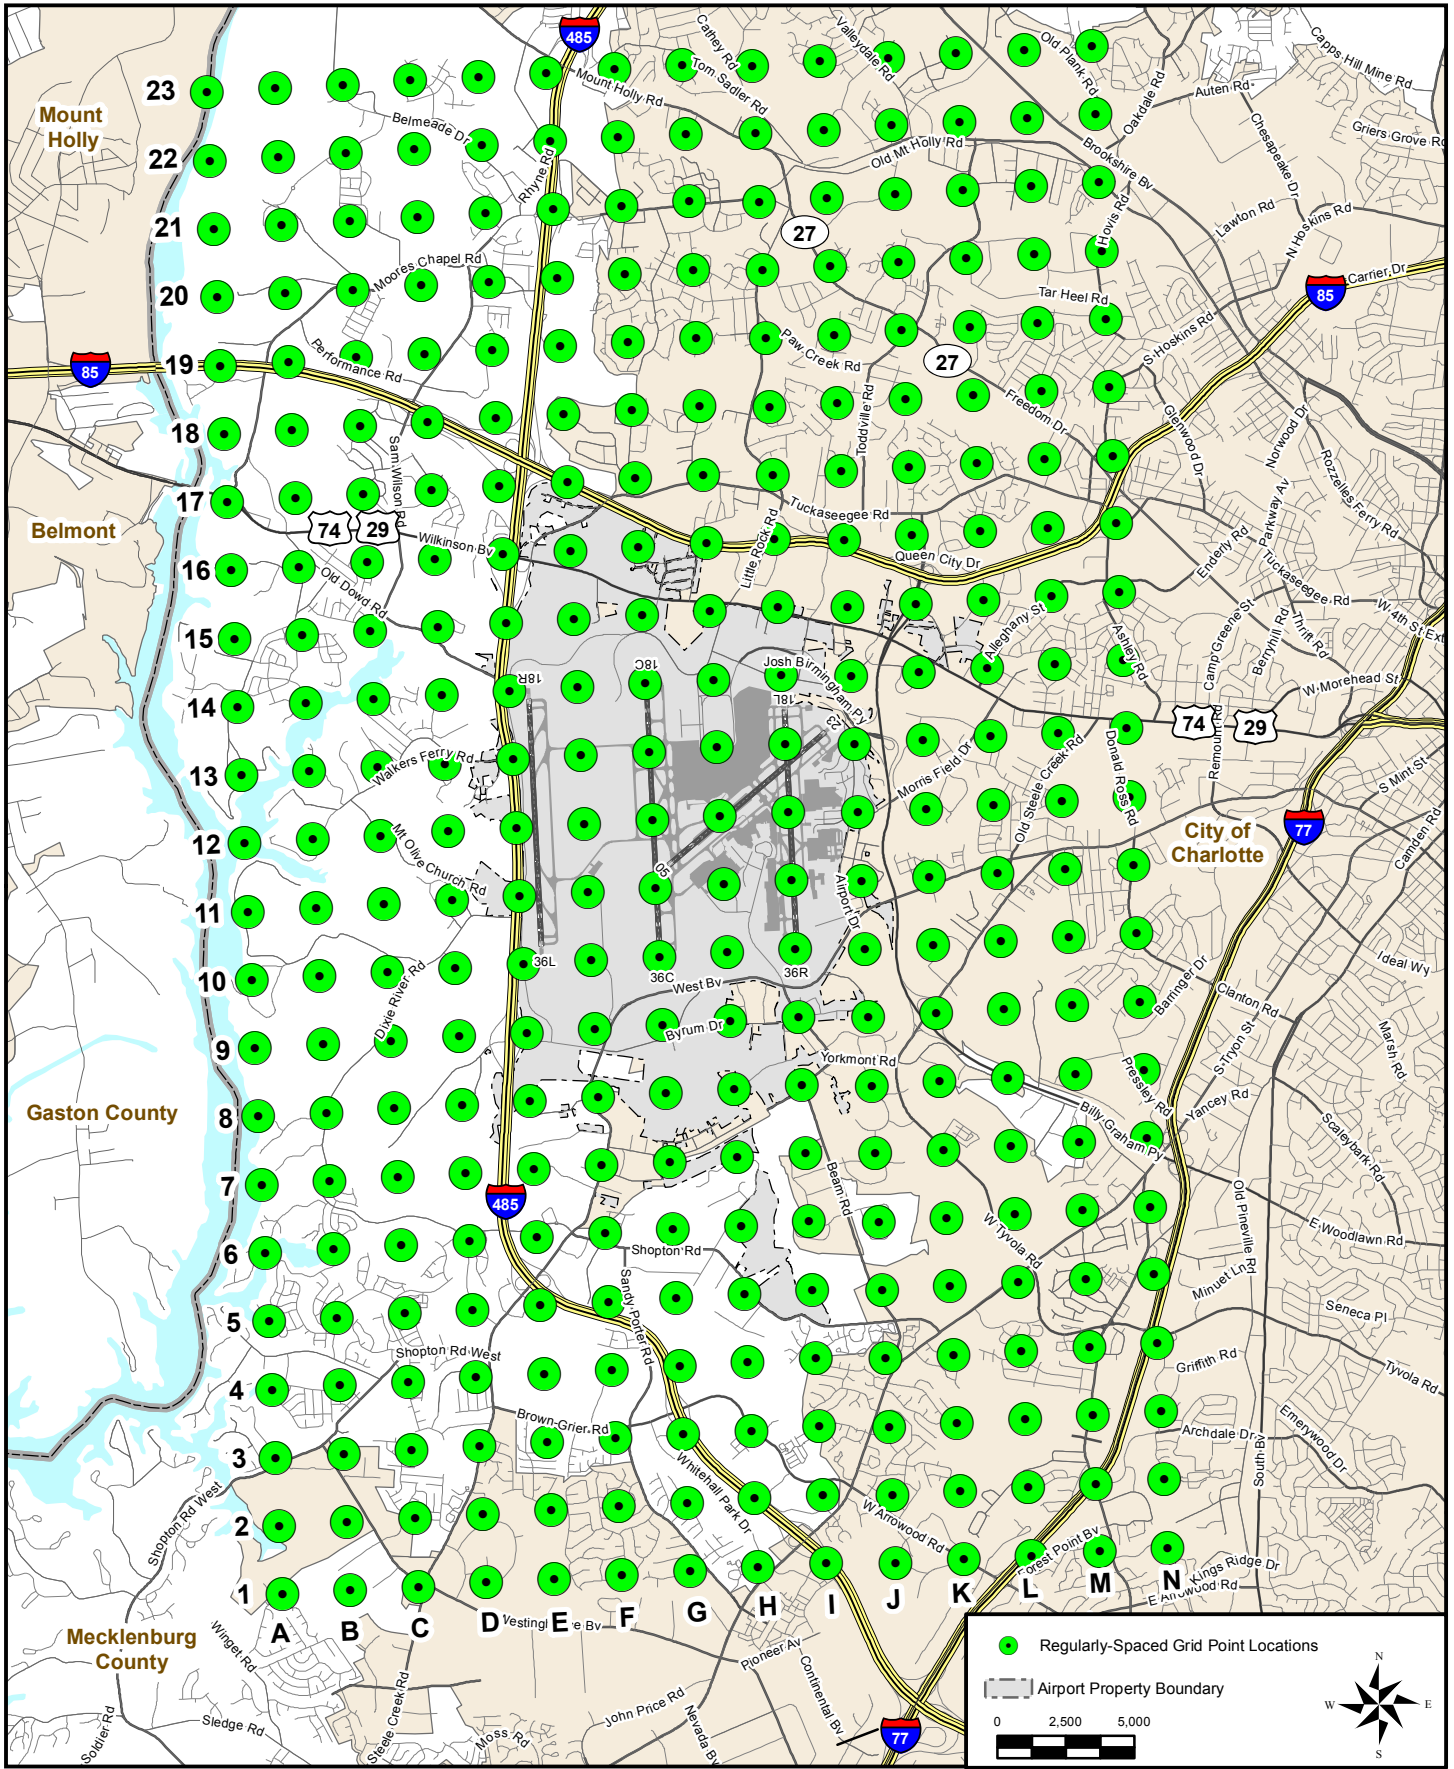 485
Cathey Rd
Valleydale Rd
Old Plank Rd
Capps Hill Mine Rd
Tom Sadler Rd
Mount Holly Rd
Oakdale Rd
Auten Rd
23
Mount
Holly
Belmeade Dr
Chesapeake Dr
Griers Grove Rd
22
Rhyne Rd
Old Mt Holly Rd
Brookshire Bv
21
27
Hovis Rd
Lawton Rd
N Hoskins Rd
20
Moores Chapel Rd
Carrier Dr
85
Tar Heel Rd
19
85
Performance Rd
Paw Creek Rd
27
S Hoskins Rd
18
Sam Wilson Rd
Toddville Rd
Freedom Dr
Glenwood Dr
Norwood Dr
Rozzelles Ferry Rd
17
Belmont
74
29
Wilkinson Bv
Little Rock Rd
Tuckaseegee Rd
Queen City Dr
Parkway Av
Enderly Rd
16
Old Dowd Rd
Tuckaseegee Rd
W 4th St Ext
15
Alleghany St
Ashley Rd
Camp Greene St
Berryhill Rd
Thrift Rd
18R
18C
Josh Birmingham Py
18L
23
W Morehead St
14
74
29
Walkers Ferry Rd
Morris Field Dr
Old Steele Creek Rd
Donald Ross Rd
Remount Rd
S Mint St
13
Mt Olive Church Rd
City of
Charlotte
77
Camden Rd
12
05
Airport Dr
11
36L
36C
36R
Ideal Wy
10
Dixie River Rd
West Bv
Barringer Dr
Clanton Rd
9
Byrum Dr
Yorkmont Rd
S Tryon St
Marsh Rd
Gaston County
8
Pressley Rd
Yancey Rd
Billy Graham Py
Scaleybark Rd
7
485
Beam Rd
W Tyvola Rd
Old Pineville Rd
E Woodlawn Rd
6
Shopton Rd
Sandy Porter Rd
Minuet Ln
Seneca Pl
5
Shopton Rd West
Griffith Rd
Tyvola Rd
4
Brown-Grier Rd
Emerywood Dr
Archdale Dr
South Bv
3
Whitehall Park Dr
Shopton Rd West
W Arrowood Rd
2
Forest Point Bv
Kings Ridge Dr
E Arrowood Rd
1
A
B
C
D
E
F
G
H
I
J
K
L
M
N
Mecklenburg
County
Winget Rd
Pioneer Av
Continental Bv
Soldier Rd
Sledge Rd
Steele Creek Rd
Moss Rd
John Price Rd
Nevada Bv
77
Regularly-Spaced Grid Point Locations
Airport Property Boundary
0 2,500 5,000
N
W E
S